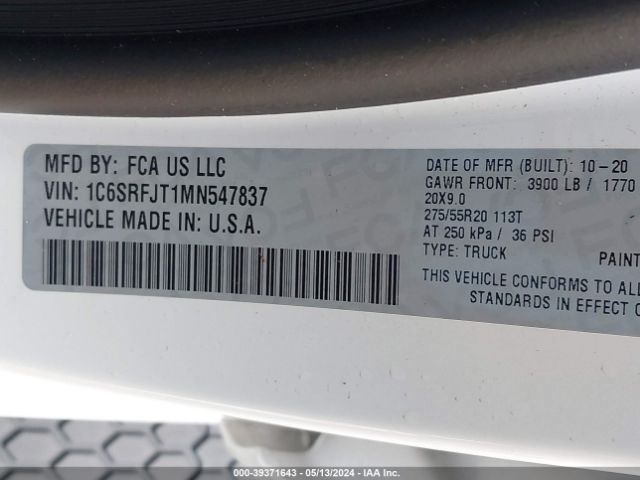 MFD BY: FCA US LLC
VIN: 1C6SRFJT1MN547837
VEHICLE MADE IN: U.S.A.
DATE OF MFR (BUILT): 10-20
GAWR FRONT: 3900 LB / 1770
20X9.0
275/55R20 113T
AT 250 kPa / 36 PSI
TYPE: TRUCK
PAINT
THIS VEHICLE CONFORMS TO ALL
STANDARDS IN EFFECT
000-39371643 - 05/13/2024 - IAA Inc.